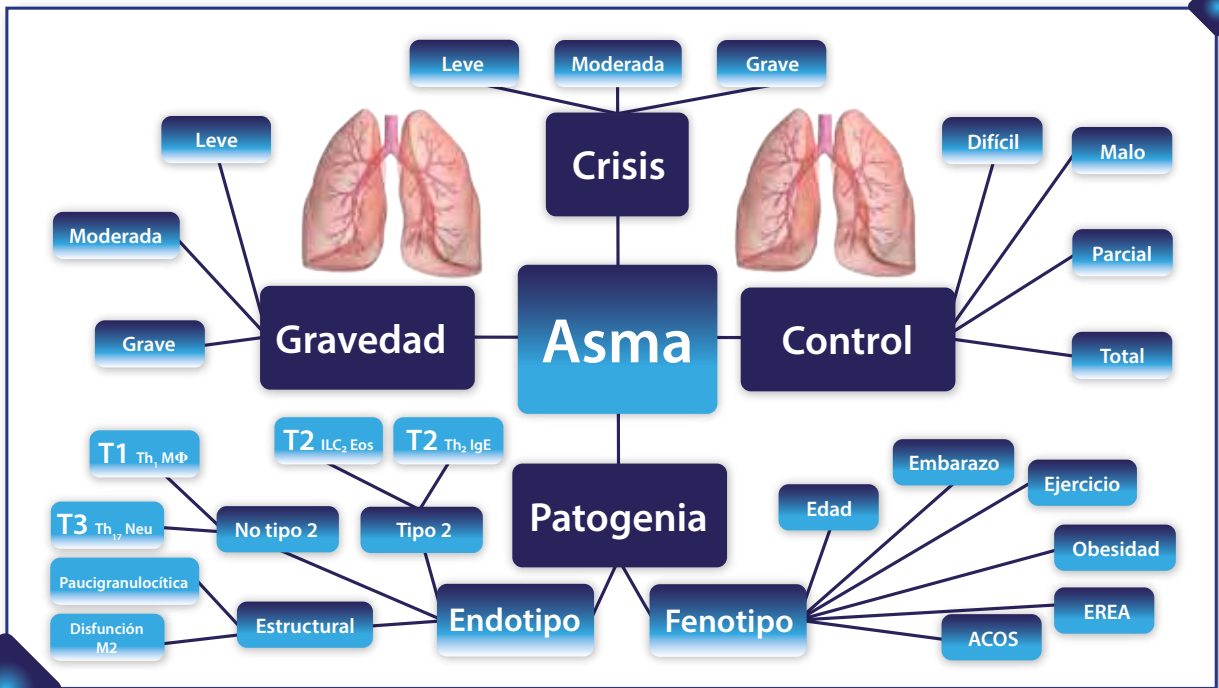 Leve
Moderada
Grave
Crisis
Leve
Moderada
Grave
Gravedad
Asma
Control
Difícil
Malo
Parcial
Total
Patogenia
T1 Th₁ MΦ
T2 ILC₂ Eos
T2 Th₂ IgE
T3 Th₁₇ Neu
No tipo 2
Tipo 2
Paucigranulocítica
Disfunción
M2
Estructural
Endotipo
Fenotipo
Edad
Embarazo
Ejercicio
Obesidad
EREA
ACOS